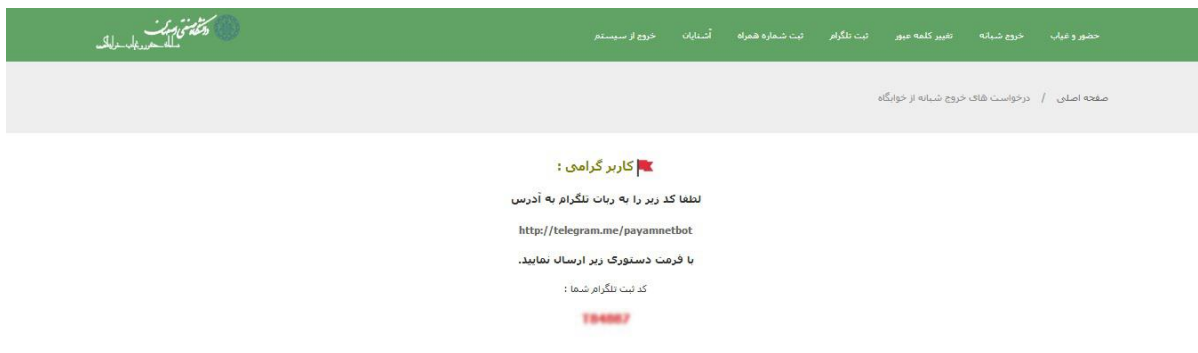 حضور و غیاب خروج شبانه تغییر کلمه عبور ثبت تلگرام ثبت شماره همراه آشنایان خروج از سیستم
صفحه اصلی / درخواست های خروج شبانه از خوابگاه
کاربر گرامی :
لطفا کد زیر را به ربات تلگرام به آدرس
http://telegram.me/payamnetbot
با فرمت دستوری زیر ارسال نمایید.
کد ثبت تلگرام شما :